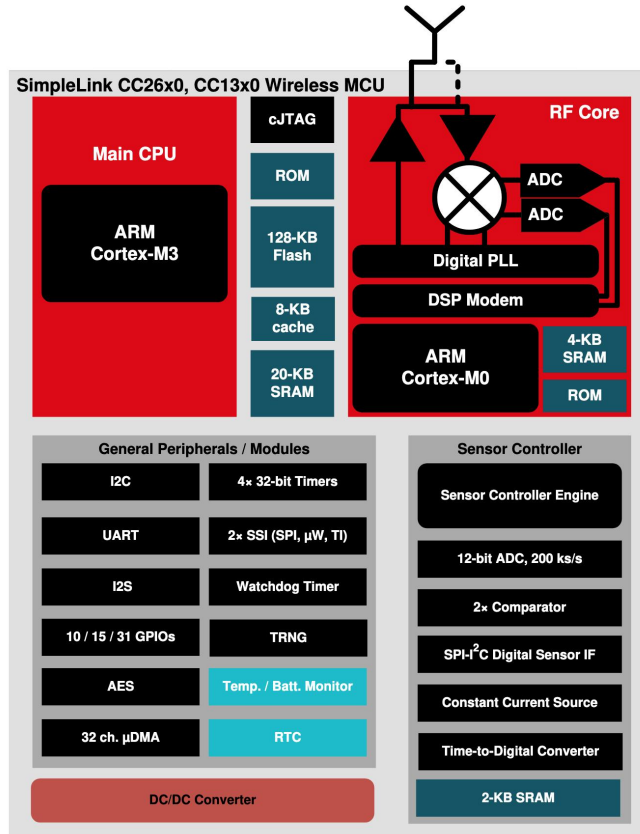 SimpleLink CC26x0, CC13x0 Wireless MCU
Main CPU
ARM
Cortex-M3
cJTAG
ROM
128-KB
Flash
8-KB
cache
20-KB
SRAM
RF Core
ADC
ADC
Digital PLL
DSP Modem
ARM
Cortex-M0
4-KB
SRAM
ROM
General Peripherals / Modules
I2C
4× 32-bit Timers
UART
2× SSI (SPI, µW, TI)
I2S
Watchdog Timer
10 / 15 / 31 GPIOs
TRNG
AES
Temp. / Batt. Monitor
32 ch. µDMA
RTC
Sensor Controller
Sensor Controller Engine
12-bit ADC, 200 ks/s
2× Comparator
SPI-I²C Digital Sensor IF
Constant Current Source
Time-to-Digital Converter
2-KB SRAM
DC/DC Converter